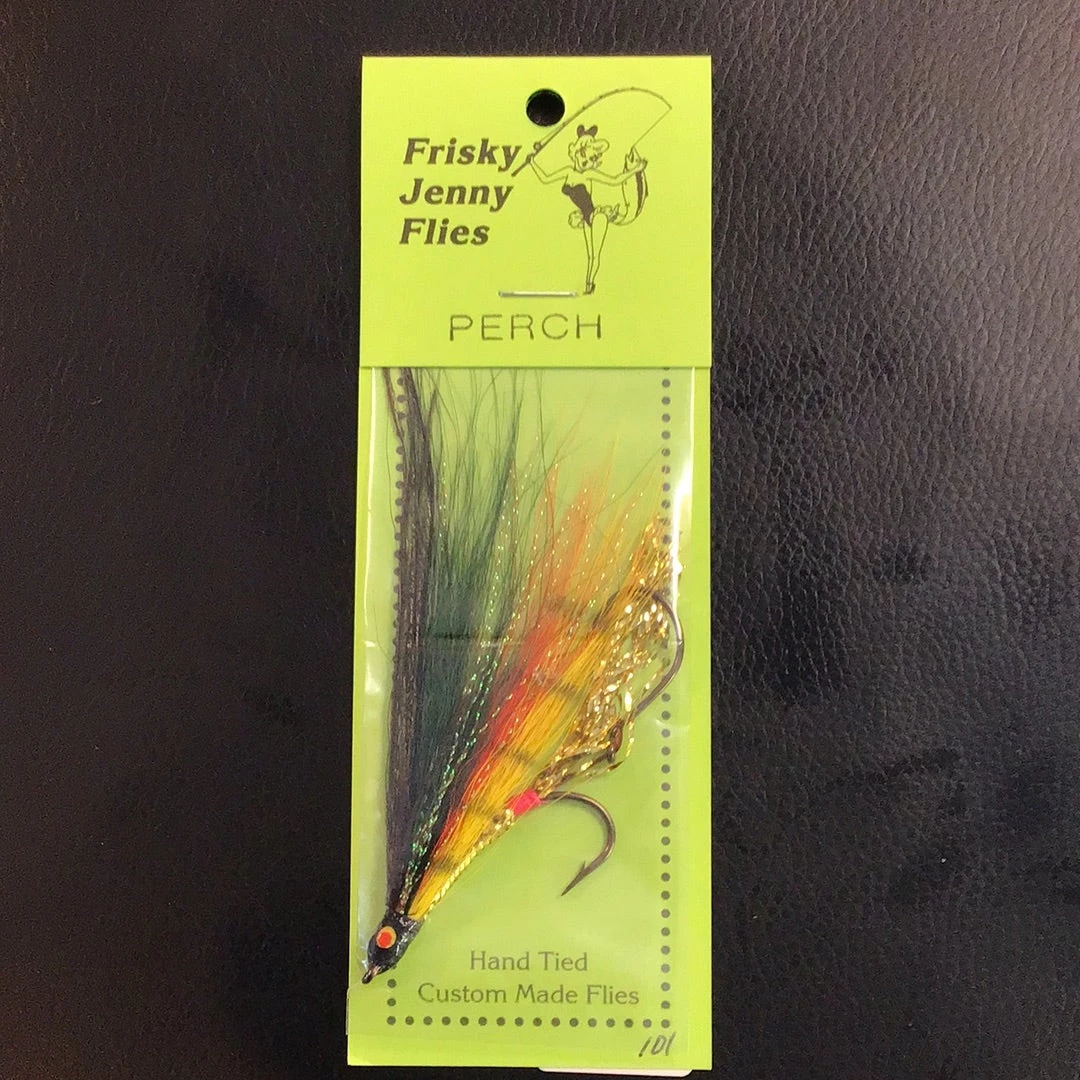 Frisky
Jenny
Flies
PERCH
Hand Tied
Custom Made Flies
101